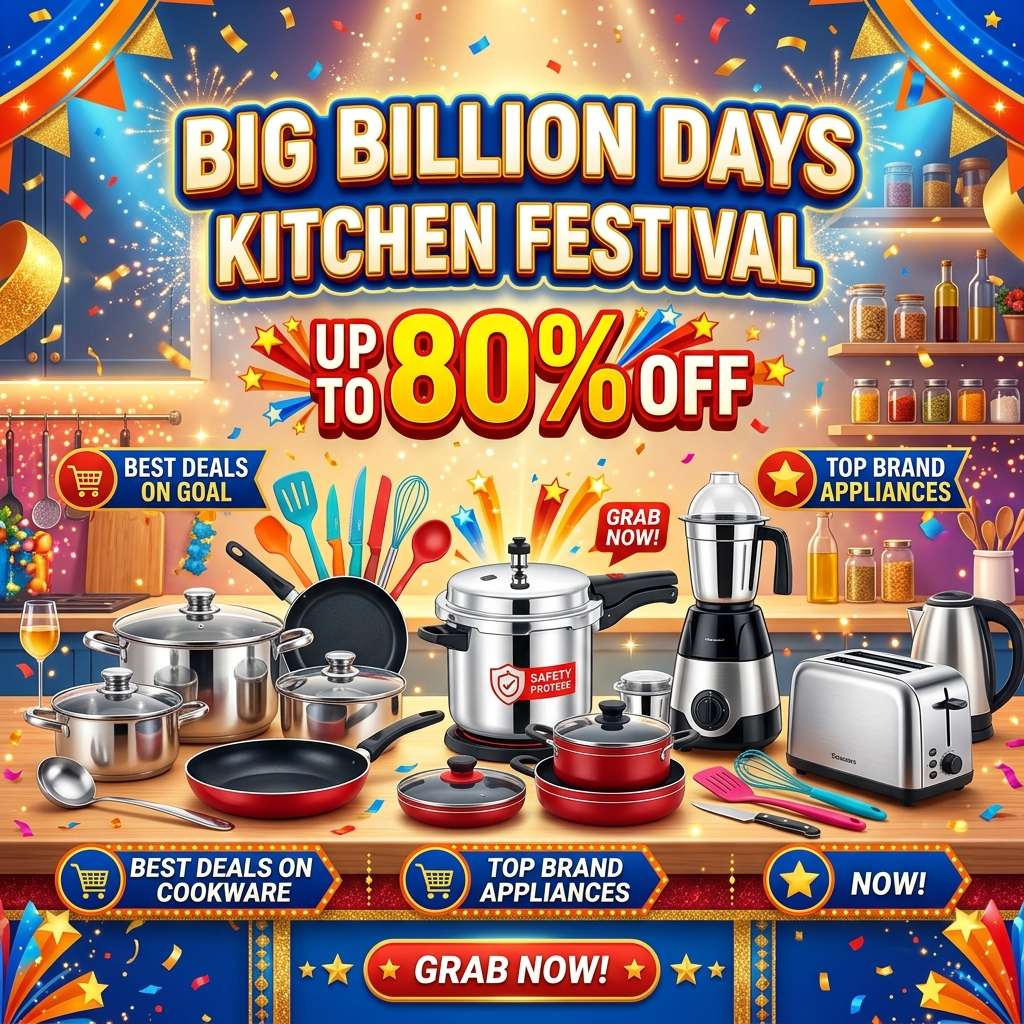 BIG BILLION DAYS
KITCHEN FESTIVAL
UP
TO
80%
OFF
BEST DEALS
ON GOAL
TOP BRAND
APPLIANCES
GRAB
NOW!
SAFETY
PROTEEE
BEST DEALS ON
COOKWARE
TOP BRAND
APPLIANCES
NOW!
GRAB NOW!